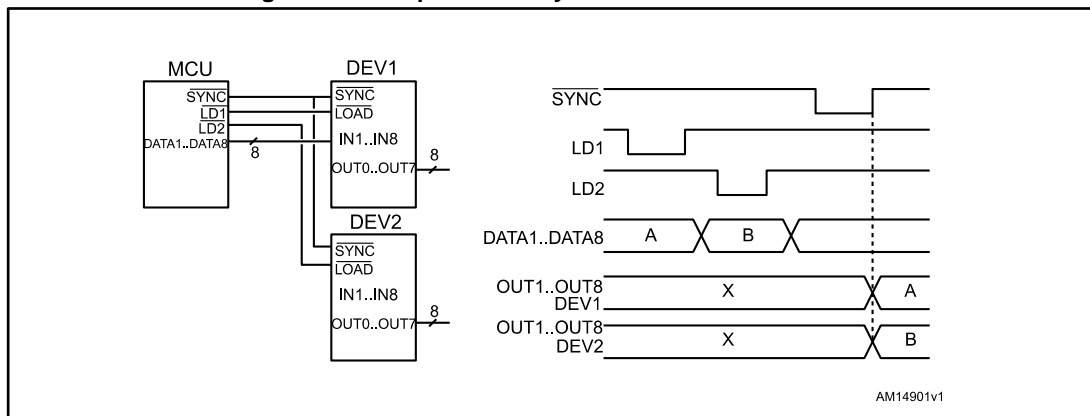 MCU
SYNC
LD1
LD2
DATA1..DATA8
8
DEV1
SYNC
LOAD
IN1..IN8
OUT0..OUT7
8
DEV2
SYNC
LOAD
IN1..IN8
OUT0..OUT7
8
SYNC
LD1
LD2
DATA1..DATA8
A
B
OUT1..OUT8
DEV1
X
A
OUT1..OUT8
DEV2
X
B
AM14901v1